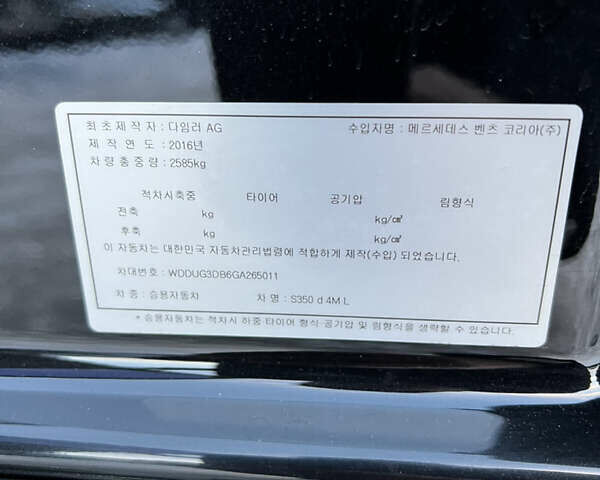 최초제작자 : 다임러 AG 수입자명 : 메르세데스 벤츠 코리아(주)
제작연도 : 2016년
차량총중량 : 2585kg
적차시축중 타이어 공기압 림형식
전축 kg kg/㎠
후축 kg kg/㎠
이 자동차는 대한민국 자동차관리법령에 적합하게 제작(수입) 되었습니다.
차대번호 : WDDUG3DB6GA265011
차종 : 승용자동차 차명 : S350 d 4M L
* 승용자동차는 적차시 하중·타이어 형식·공기압 및 림형식을 생략할 수 있습니다.